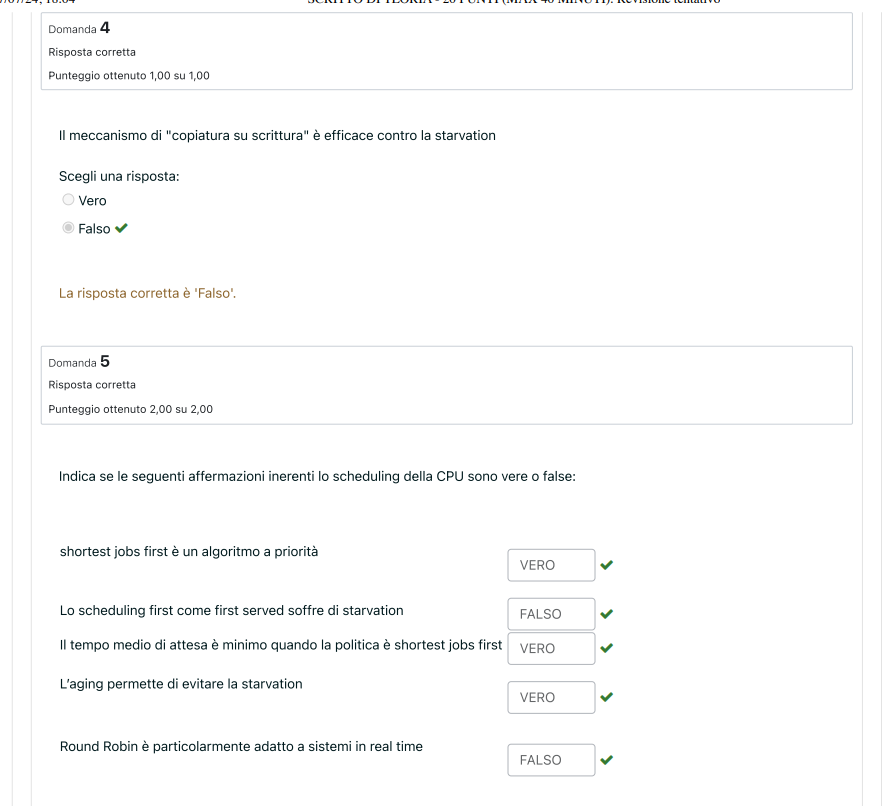 SCRITTO DI TEORIA - 20 PUNTI (MAX 40 MINUTI): Revisione tentativo
Domanda 4
Risposta corretta
Punteggio ottenuto 1,00 su 1,00
Il meccanismo di "copiatura su scrittura" è efficace contro la starvation
Scegli una risposta:
Vero
Falso
La risposta corretta è 'Falso'.
Domanda 5
Risposta corretta
Punteggio ottenuto 2,00 su 2,00
Indica se le seguenti affermazioni inerenti lo scheduling della CPU sono vere o false:
shortest jobs first è un algoritmo a priorità
VERO
Lo scheduling first come first served soffre di starvation
FALSO
Il tempo medio di attesa è minimo quando la politica è shortest jobs first
VERO
L'aging permette di evitare la starvation
VERO
Round Robin è particolarmente adatto a sistemi in real time
FALSO